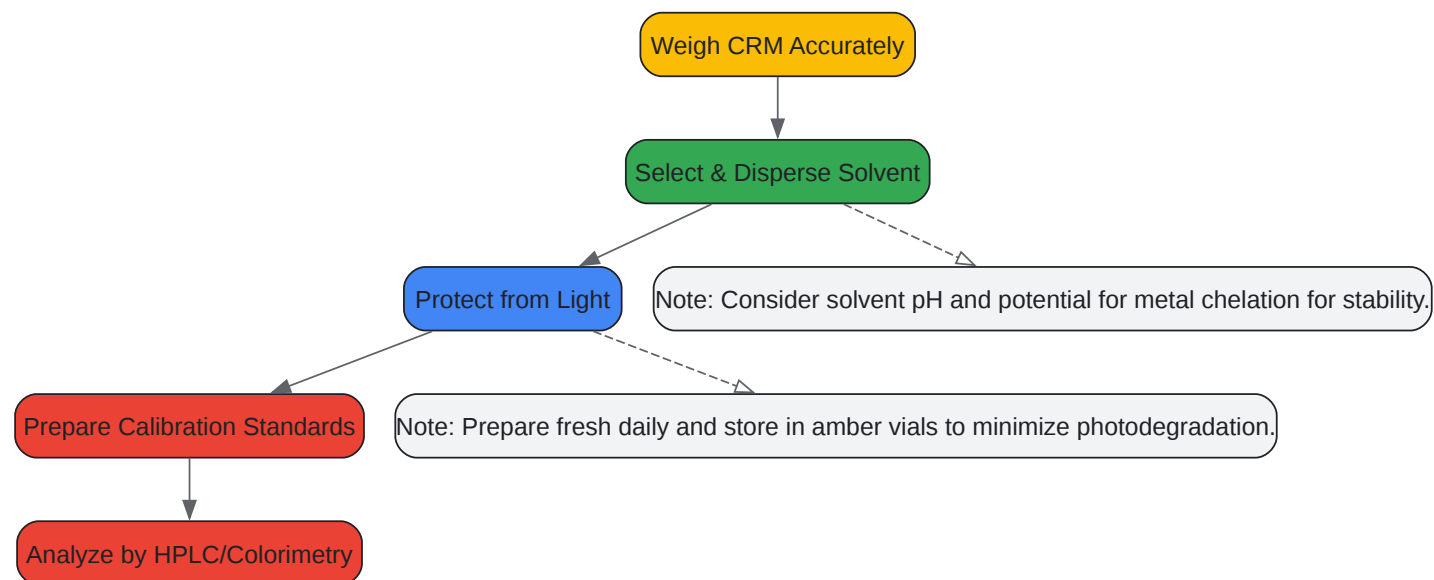 Weigh CRM Accurately
Select & Disperse Solvent
Protect from Light
Note: Consider solvent pH and potential for metal chelation for stability.
Prepare Calibration Standards
Note: Prepare fresh daily and store in amber vials to minimize photodegradation.
Analyze by HPLC/Colorimetry